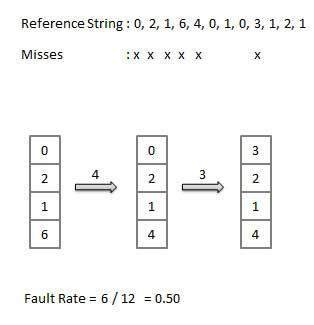 Reference String : 0, 2, 1, 6, 4, 0, 1, 0, 3, 1, 2, 1
Misses : x x x x x x
0 0 3
4 3
2 2 2
1 1 1
6 4 4
Fault Rate = 6 / 12 = 0.50